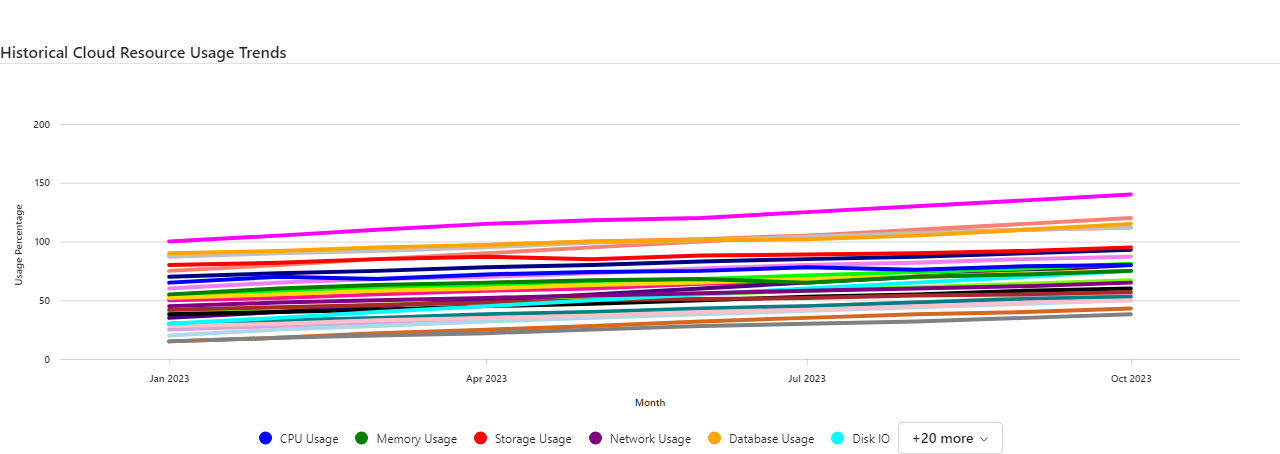 Historical Cloud Resource Usage Trends
200
150
100
50
0
Usage Percentage
Jan 2023 Apr 2023 Jul 2023 Oct 2023
Month
CPU Usage Memory Usage Storage Usage Network Usage Database Usage Disk IO +20 more